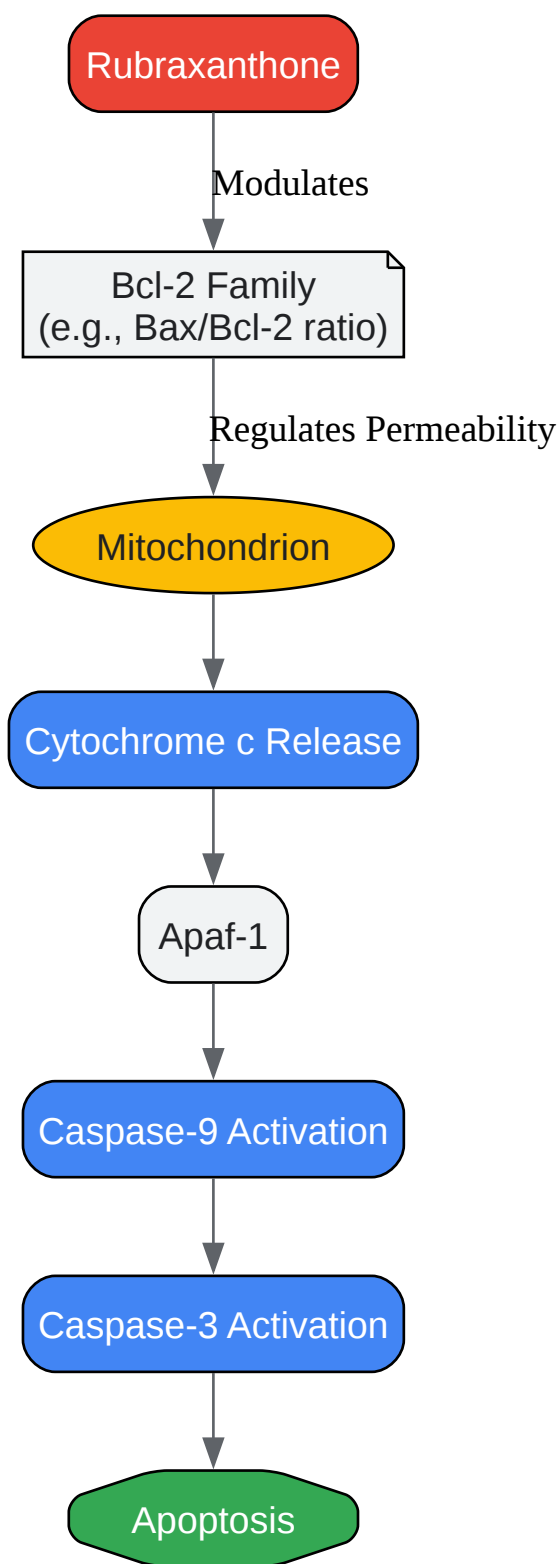 Rubraxanthone
Modulates
Bcl-2 Family
(e.g., Bax/Bcl-2 ratio)
Regulates Permeability
Mitochondrion
Cytochrome c Release
Apaf-1
Caspase-9 Activation
Caspase-3 Activation
Apoptosis